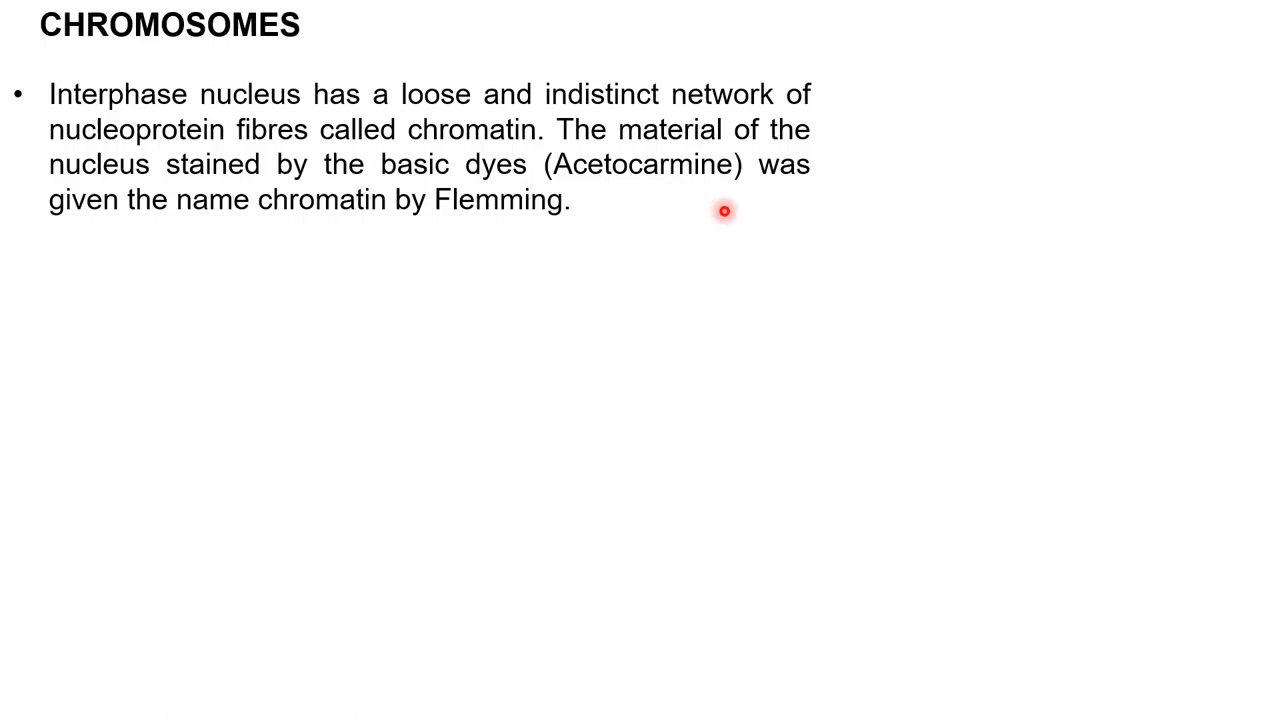 CHROMOSOMES
• Interphase nucleus has a loose and indistinct network of
nucleoprotein fibres called chromatin. The material of the
nucleus stained by the basic dyes (Acetocarmine) was
given the name chromatin by Flemming.